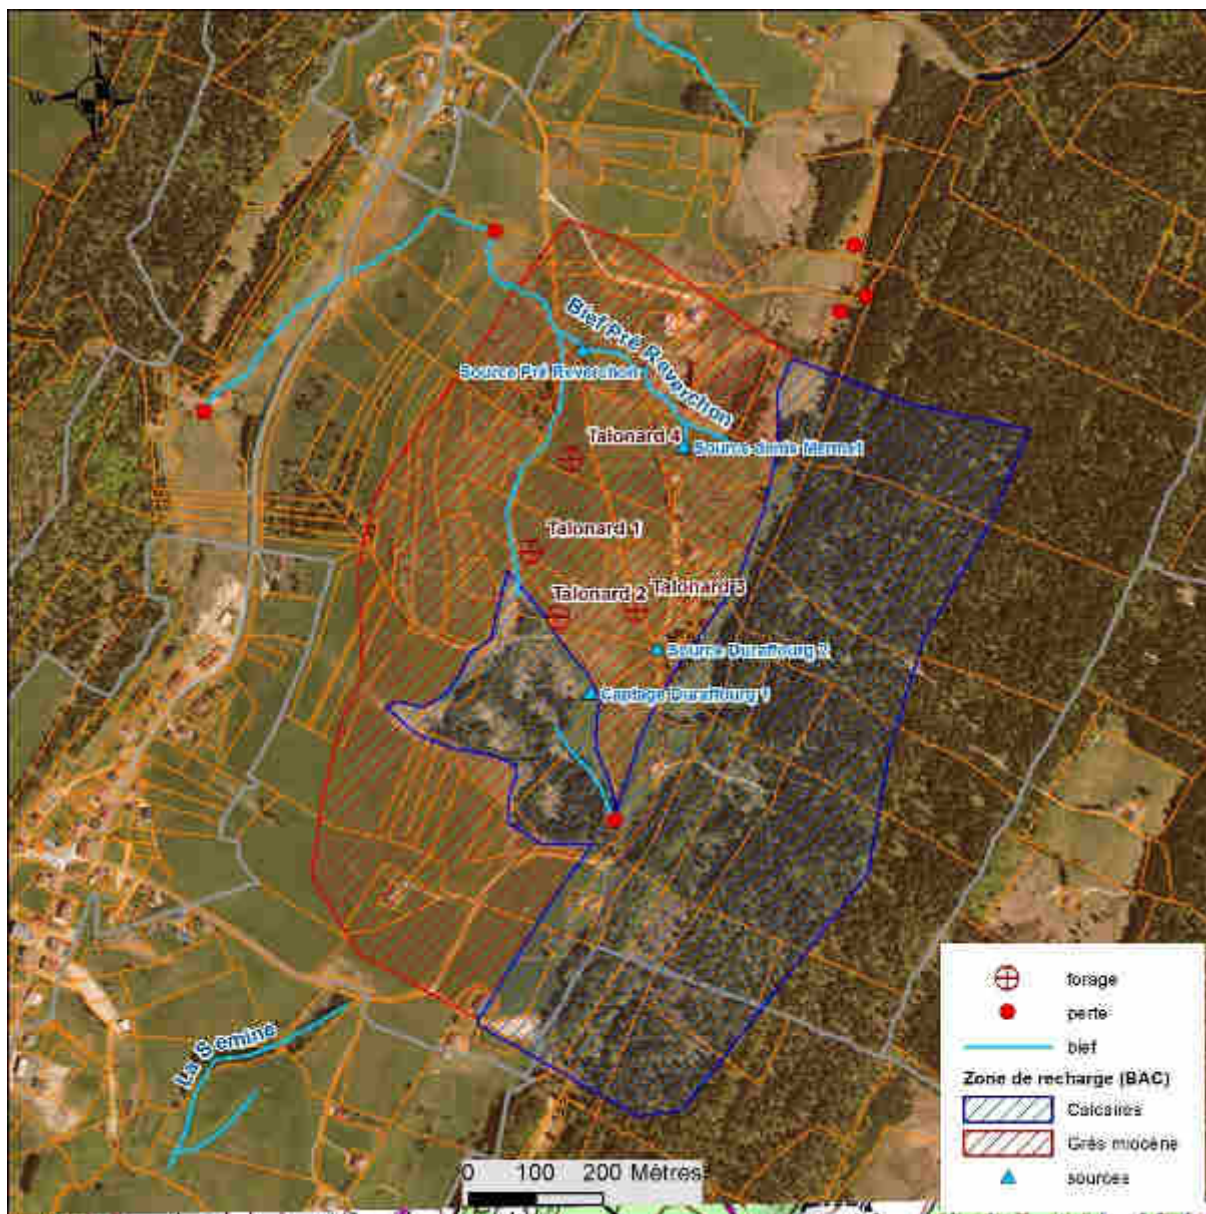 W
Bief Pré Reverchon
Source Pré Reverchon
Talonard 4
Source dame Mermet
Talonard 1
Talonard 2
Talonard 3
Source Duraffourg 2
Captage Duraffourg 1
La Semine
forage
perte
bief
Zone de recharge (BAC)
Calcaires
Grès miocène
sources
0 100 200 Mètres